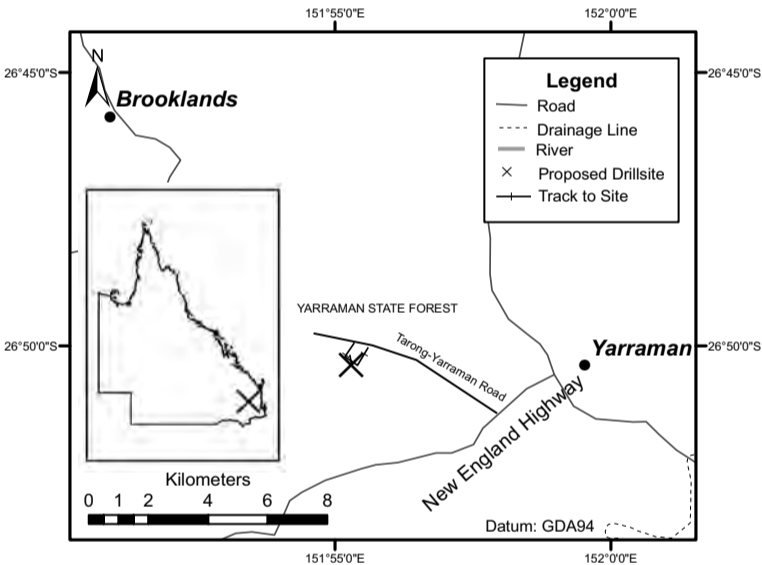 151°55'0"E 152°0'0"E
26°45'0"S 26°45'0"S
N
Brooklands
Legend
Road
Drainage Line
River
Proposed Drillsite
Track to Site
YARRAMAN STATE FOREST
26°50'0"S 26°50'0"S
Tarong-Yarraman Road
Yarraman
New England Highway
Kilometers
0 1 2 4 6 8
Datum: GDA94
151°55'0"E 152°0'0"E